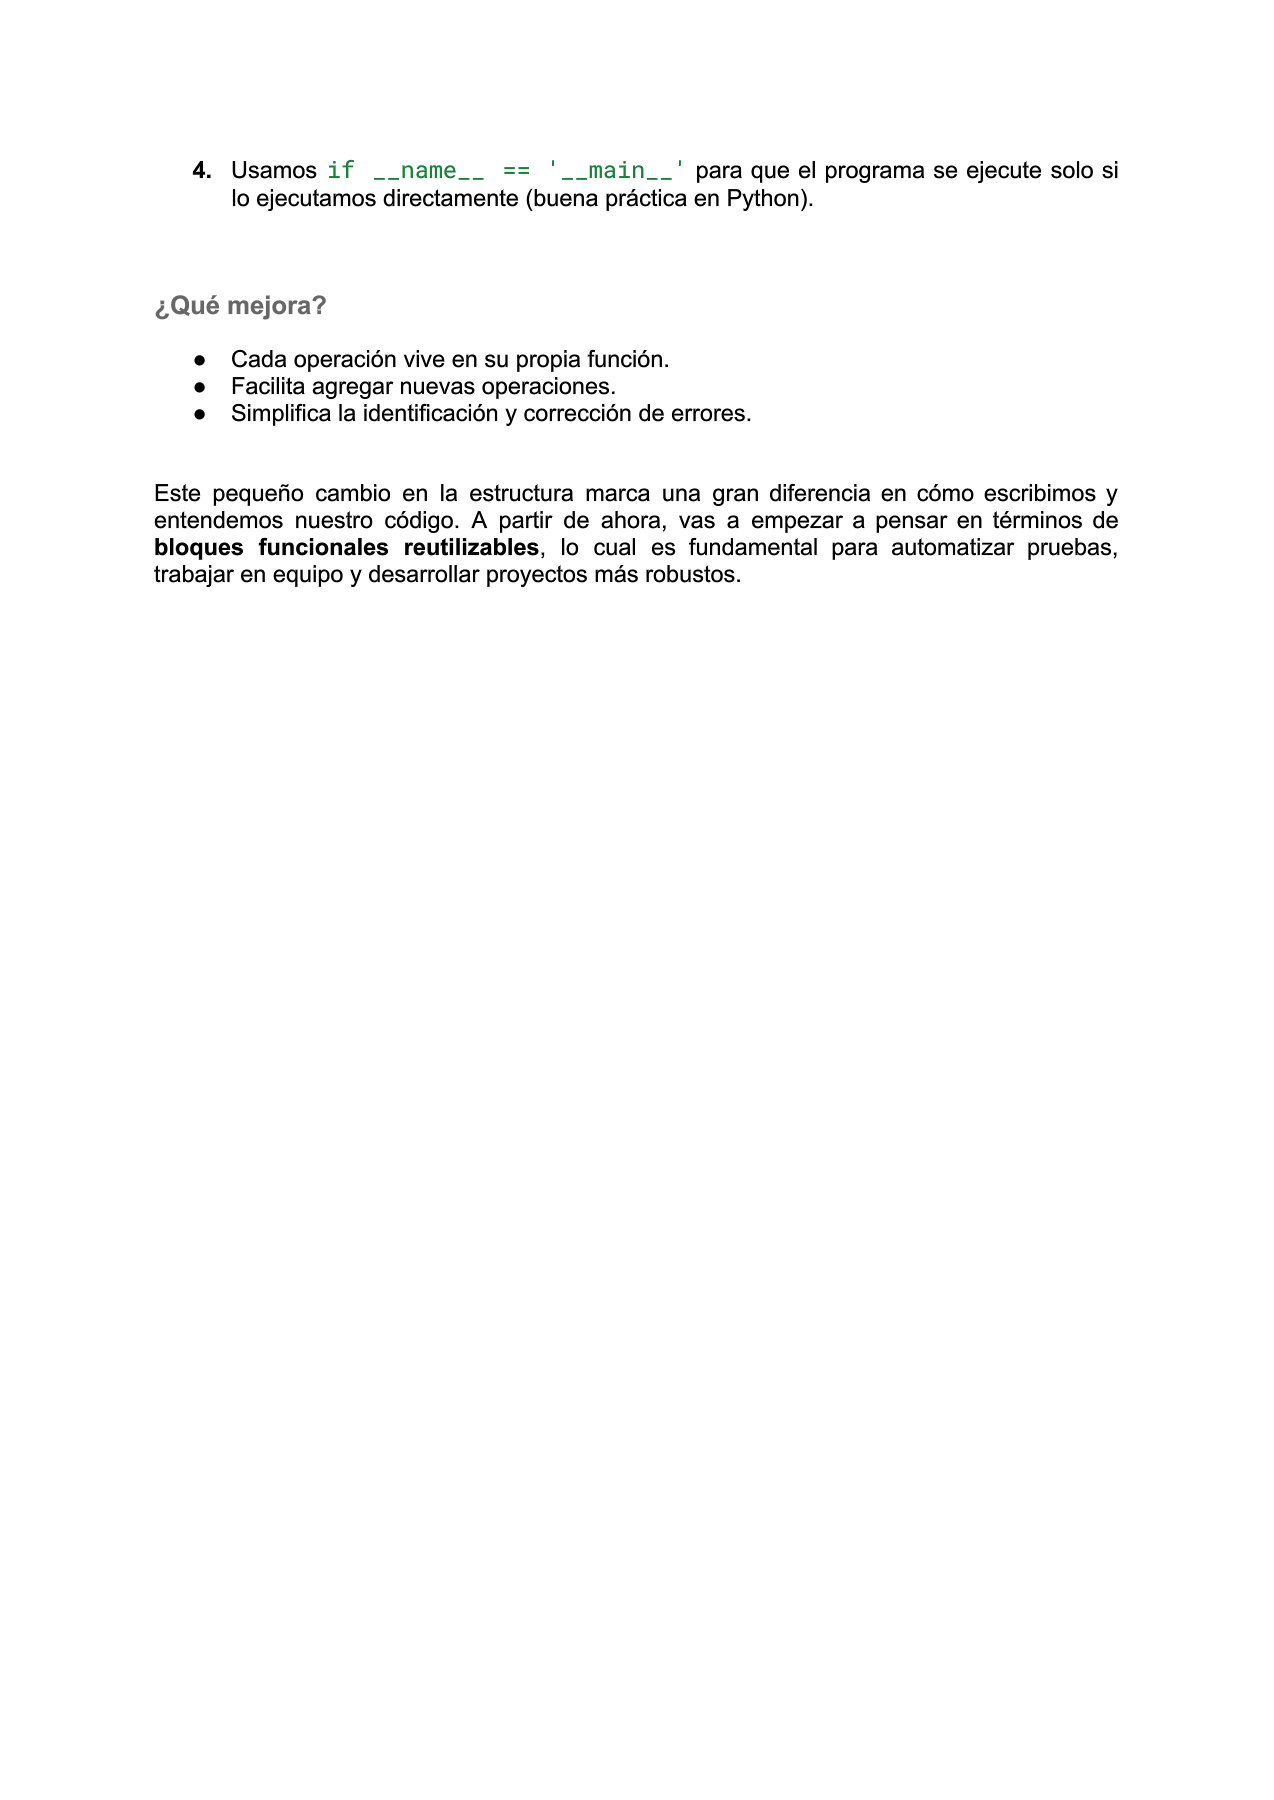 4. Usamos if __name__ == '__main__' para que el programa se ejecute solo si
lo ejecutamos directamente (buena práctica en Python).
¿Qué mejora?
● Cada operación vive en su propia función.
● Facilita agregar nuevas operaciones.
● Simplifica la identificación y corrección de errores.
Este pequeño cambio en la estructura marca una gran diferencia en cómo escribimos y
entendemos nuestro código. A partir de ahora, vas a empezar a pensar en términos de
bloques funcionales reutilizables, lo cual es fundamental para automatizar pruebas,
trabajar en equipo y desarrollar proyectos más robustos.